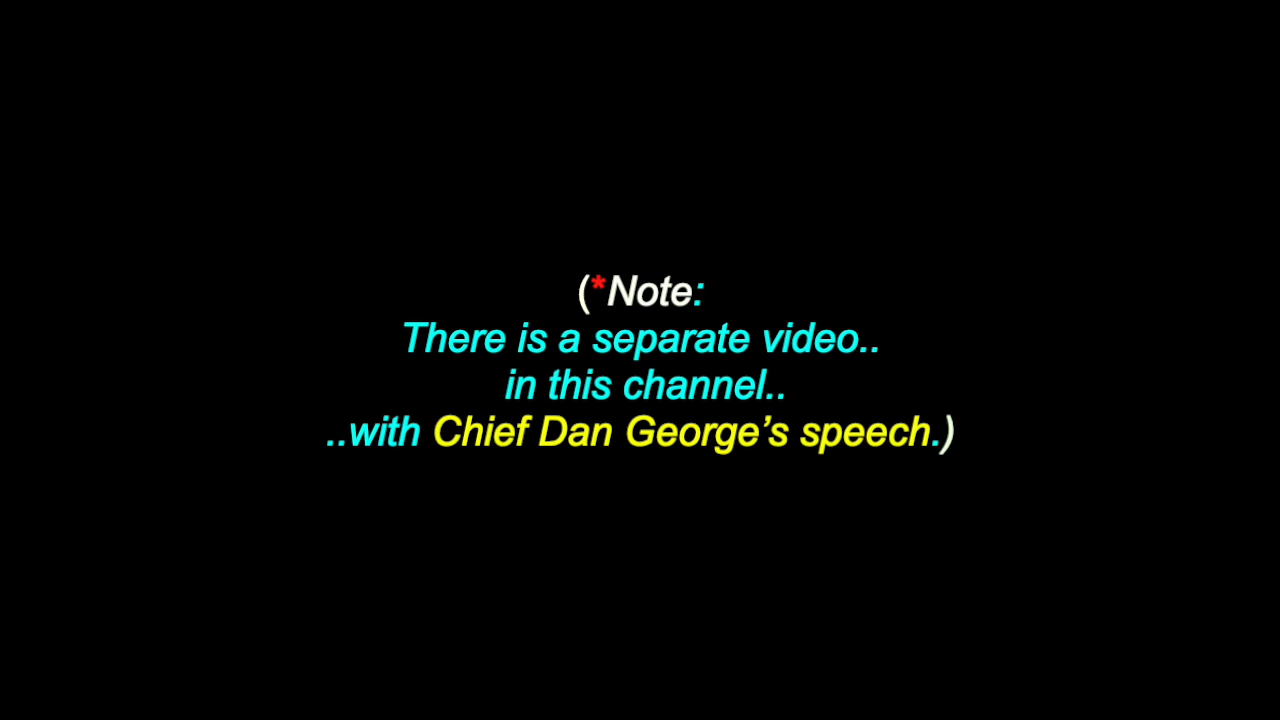 (*Note:
There is a separate video..
in this channel..
..with Chief Dan George’s speech.)